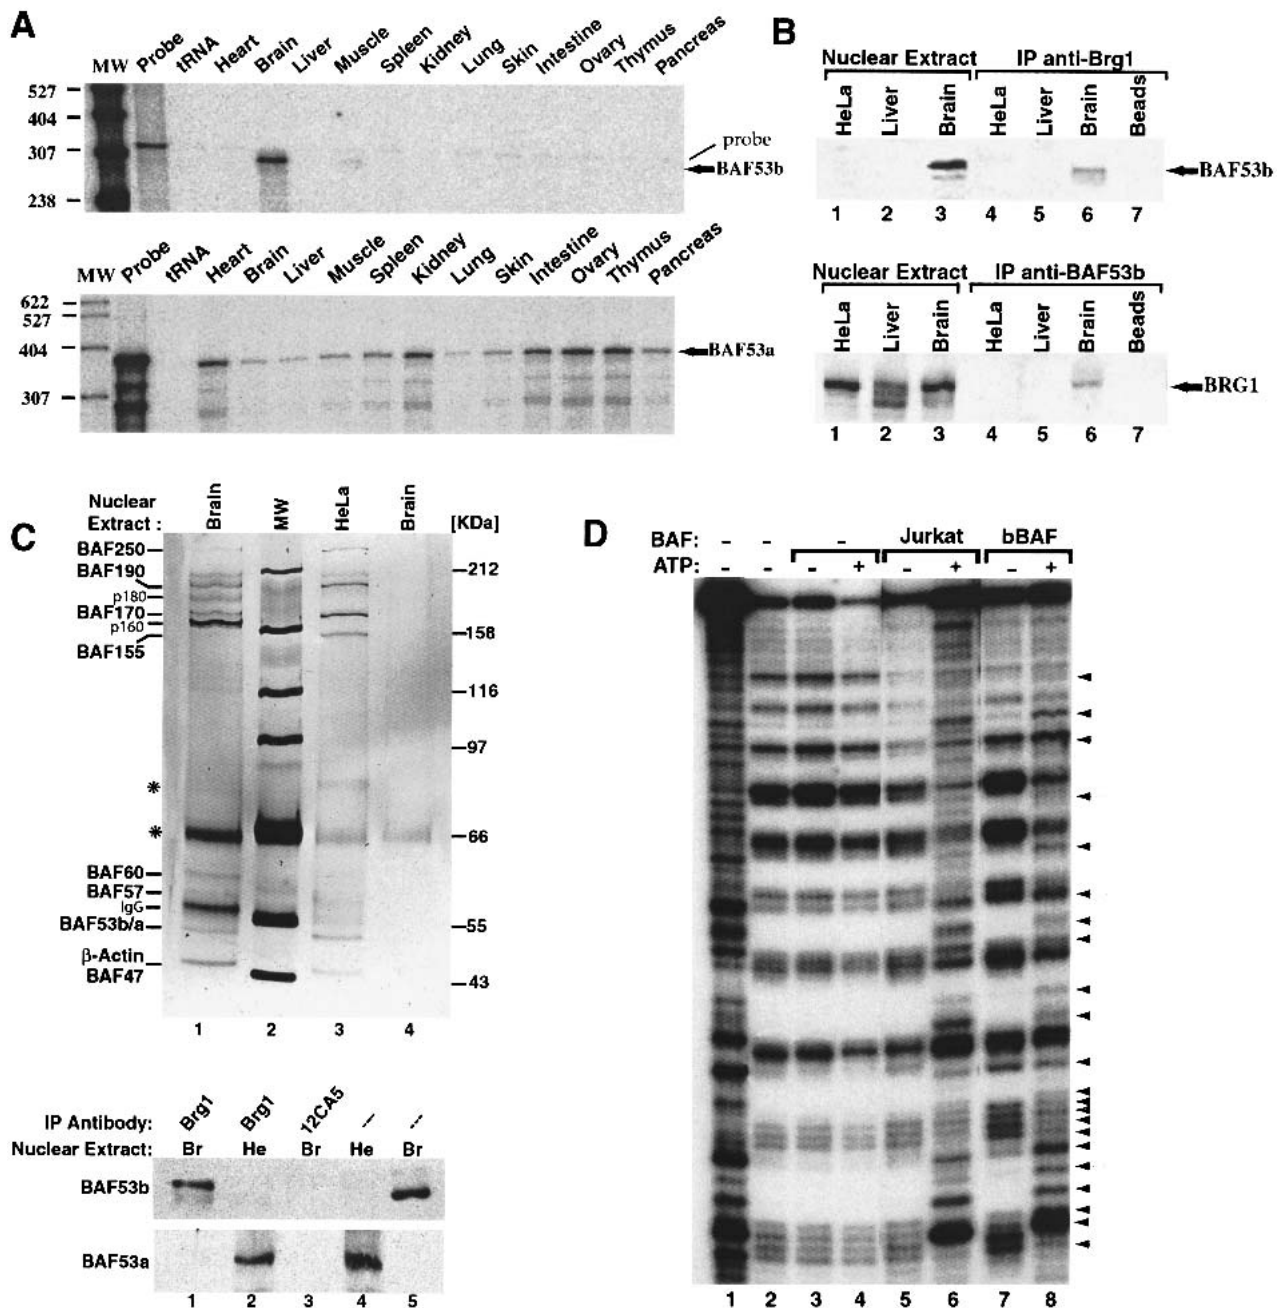 A
MW Probe tRNA Heart Brain Liver Muscle Spleen Kidney Lung Skin Intestine Ovary Thymus Pancreas
527
404
307
238
probe
BAF53b
MW Probe tRNA Heart Brain Liver Muscle Spleen Kidney Lung Skin Intestine Ovary Thymus Pancreas
622
527
404
307
BAF53a
B
Nuclear Extract IP anti-Brg1
HeLa Liver Brain HeLa Liver Brain Beads
BAF53b
1 2 3 4 5 6 7
Nuclear Extract IP anti-BAF53b
HeLa Liver Brain HeLa Liver Brain Beads
BRG1
1 2 3 4 5 6 7
C
Nuclear Extract : Brain MW HeLa Brain [KDa]
BAF250
BAF190
p180
BAF170
p160
BAF155
*
*
BAF60
BAF57
IgG
BAF53b/a
β-Actin
BAF47
212
158
116
97
66
55
43
1 2 3 4
IP Antibody: Brg1 Brg1 12CA5 -- ---
Nuclear Extract: Br He Br He Br
BAF53b
BAF53a
1 2 3 4 5
D
BAF: - - - Jurkat bBAF
ATP: - - - + - + - +
1 2 3 4 5 6 7 8